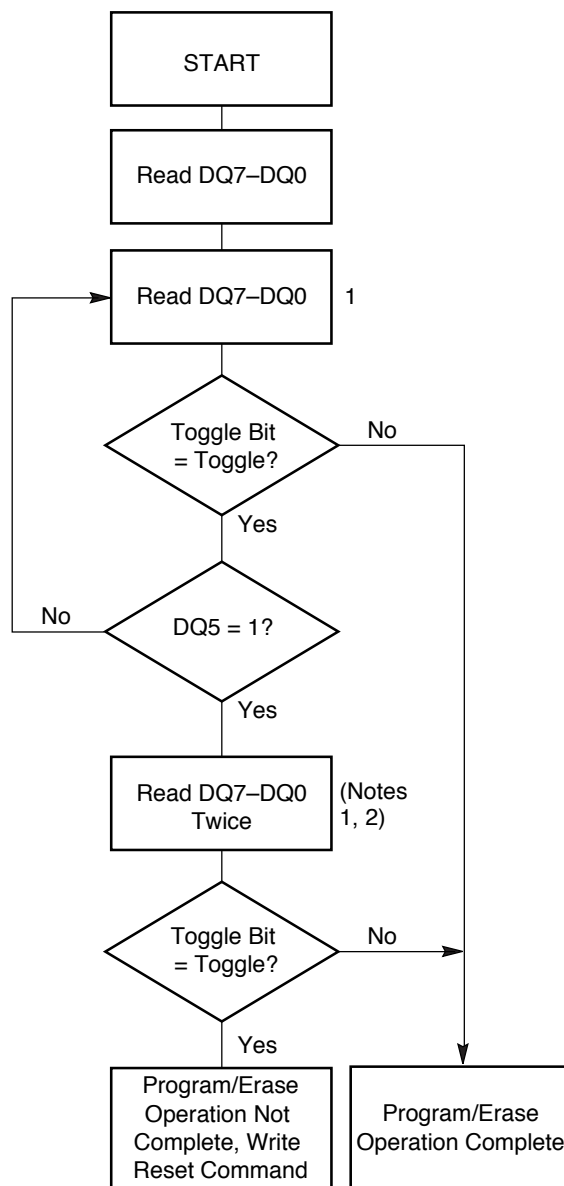 START
Read DQ7–DQ0
Read DQ7–DQ0
1
Toggle Bit
= Toggle?
No
Yes
DQ5 = 1?
No
Yes
Read DQ7–DQ0
Twice
(Notes
1, 2)
Toggle Bit
= Toggle?
No
Yes
Program/Erase
Operation Not
Complete, Write
Reset Command
Program/Erase
Operation Complete